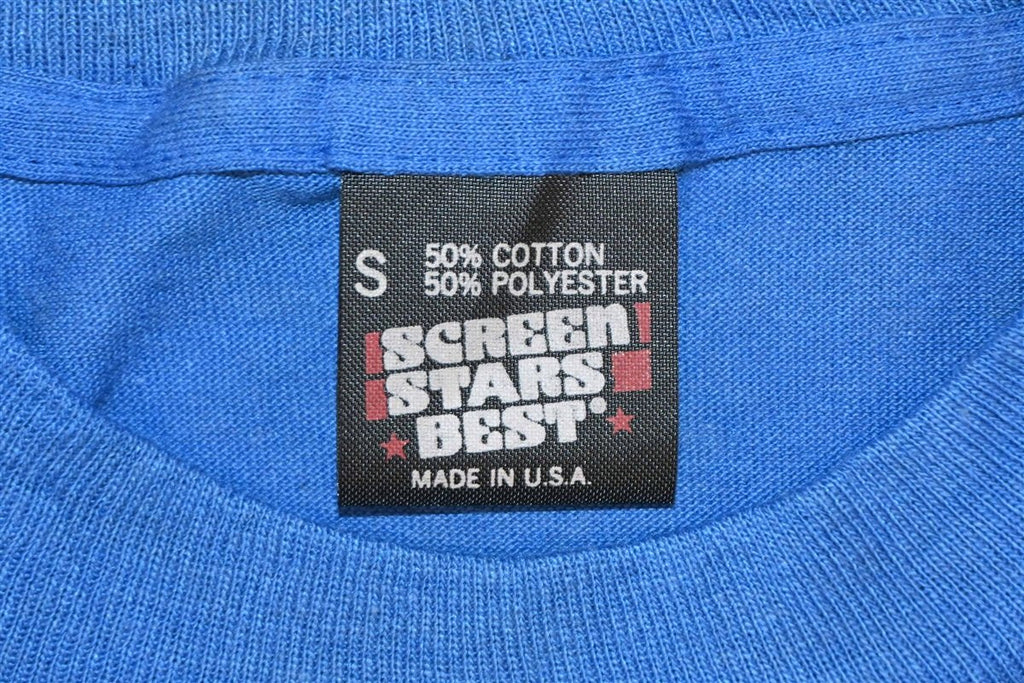 S 50% COTTON
50% POLYESTER
SCREEN
STARS
BEST
MADE IN U.S.A.